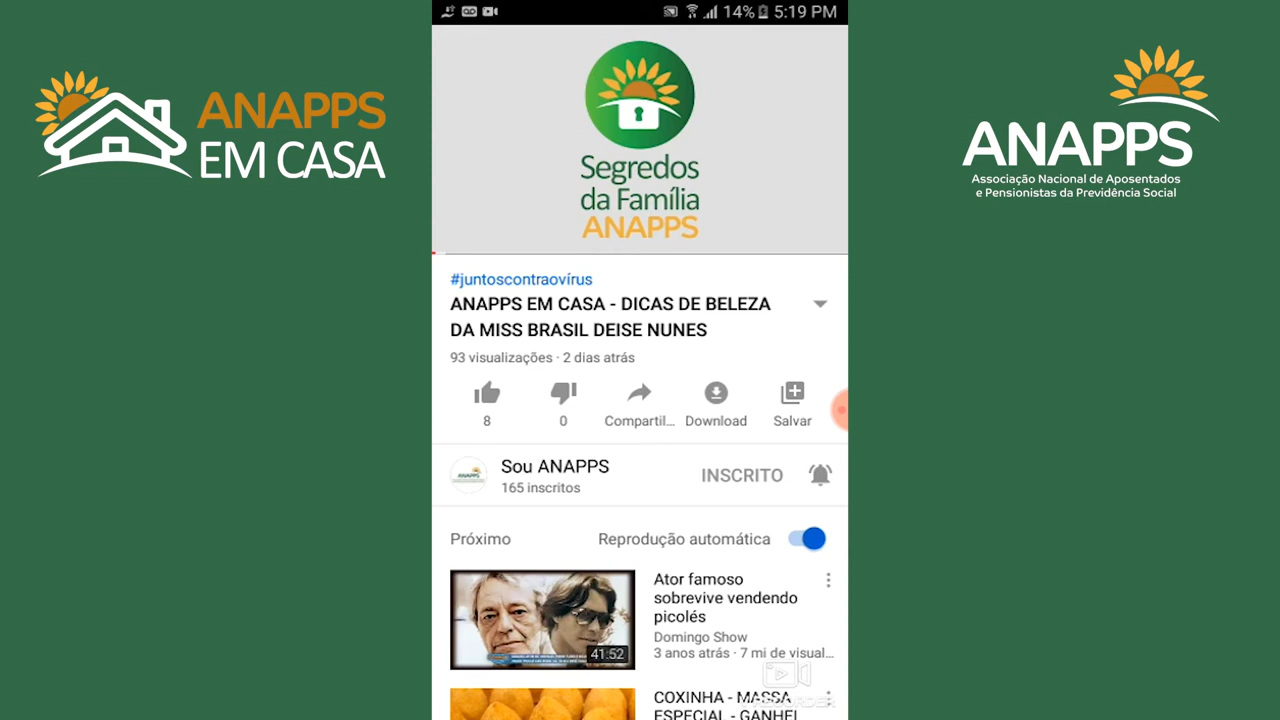 14% 5:19 PM
ANAPPS
EM CASA
ANAPPS
Associação Nacional de Aposentados
e Pensionistas da Previdência Social
Segredos
da Família
ANAPPS
#juntoscontraovírus
ANAPPS EM CASA - DICAS DE BELEZA
DA MISS BRASIL DEISE NUNES
93 visualizações · 2 dias atrás
8
0
Compartil...
Download
Salvar
Sou ANAPPS
165 inscritos
INSCRITO
Próximo
Reprodução automática
Ator famoso
sobrevive vendendo
picolés
Domingo Show
3 anos atrás · 7 mi de visual...
41:52
COXINHA - MASSA
ESPECIAL - GANHEI